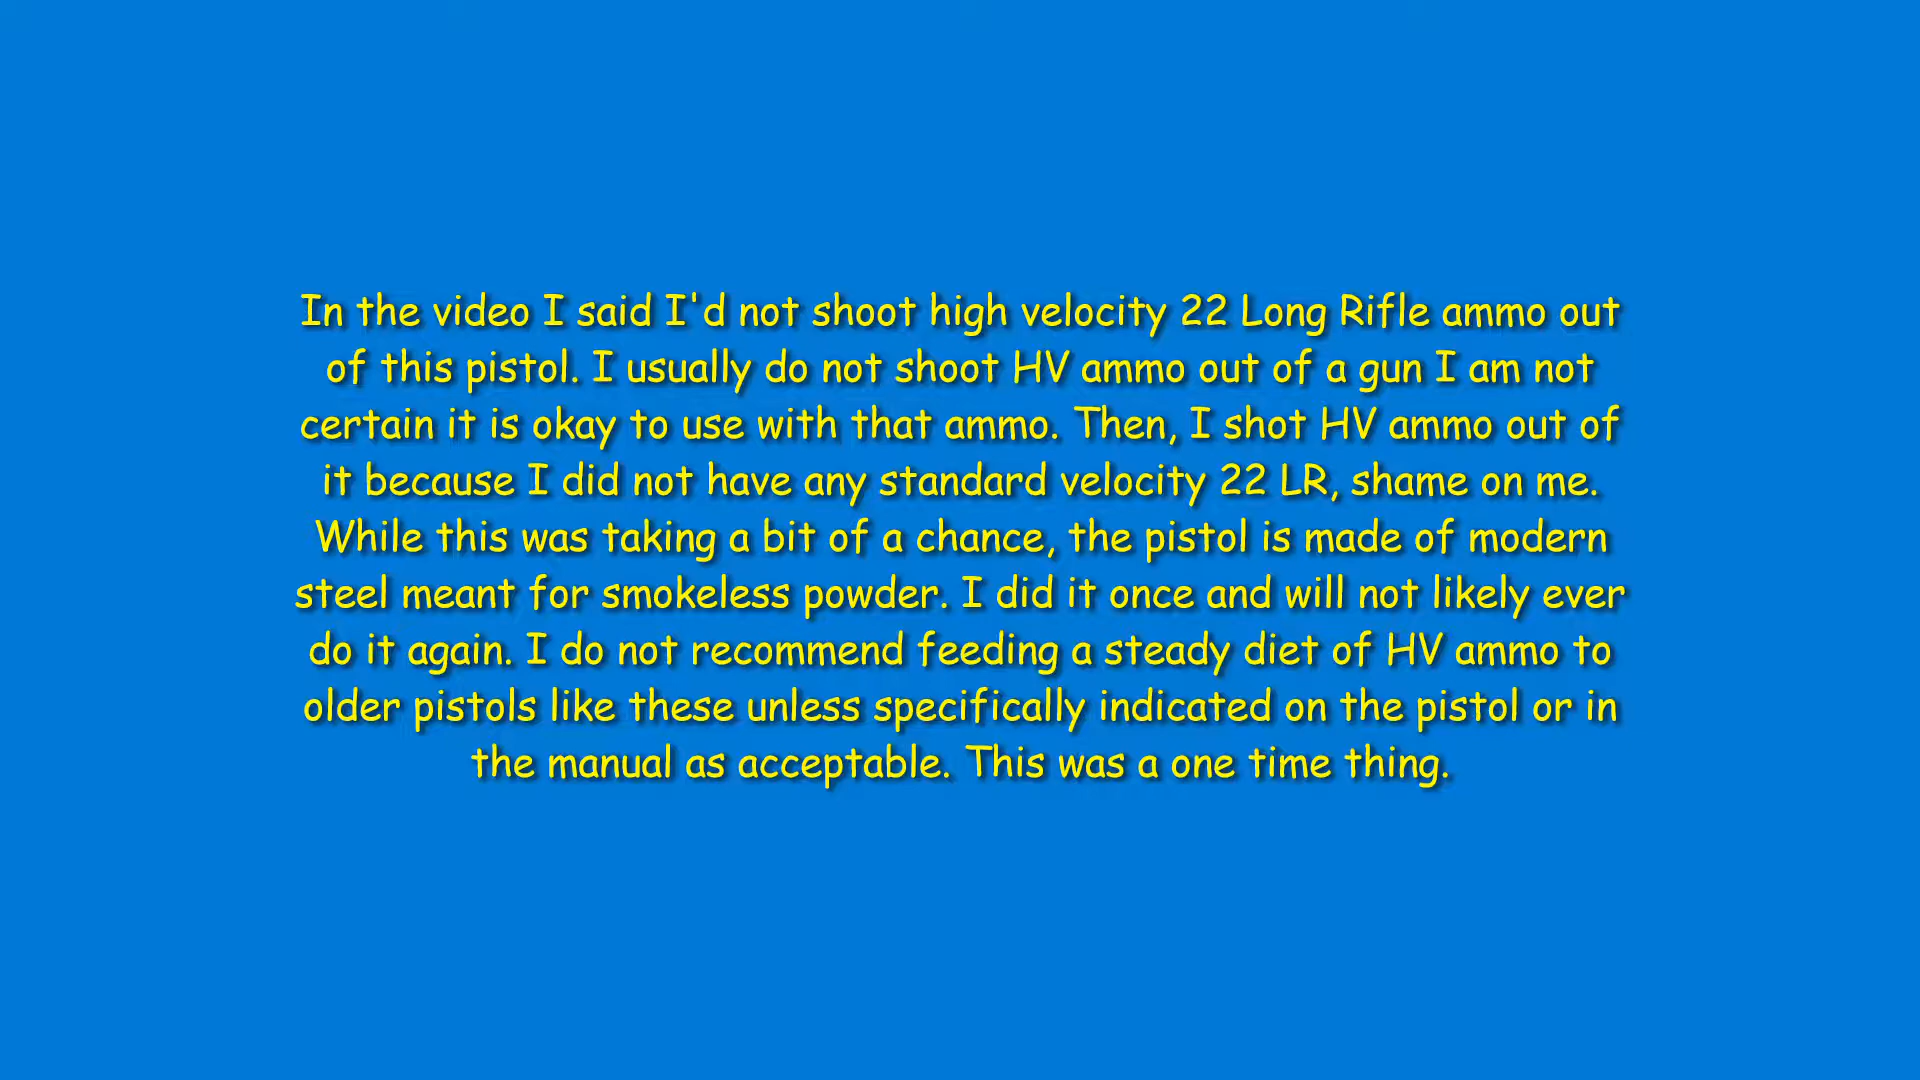 In the video I said I'd not shoot high velocity 22 Long Rifle ammo out
of this pistol. I usually do not shoot HV ammo out of a gun I am not
certain it is okay to use with that ammo. Then, I shot HV ammo out of
it because I did not have any standard velocity 22 LR, shame on me.
While this was taking a bit of a chance, the pistol is made of modern
steel meant for smokeless powder. I did it once and will not likely ever
do it again. I do not recommend feeding a steady diet of HV ammo to
older pistols like these unless specifically indicated on the pistol or in
the manual as acceptable. This was a one time thing.